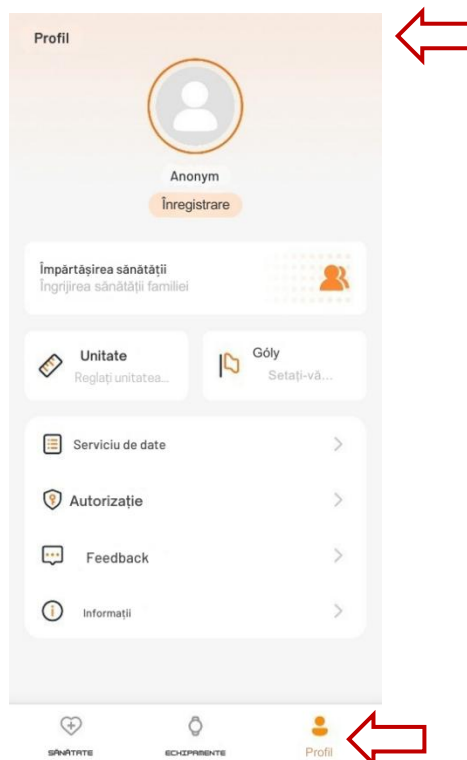 Profil
Anonym
Înregistrare
Împărtășirea sănătății
Îngrijirea sănătății familiei
Unitate
Reglați unitatea...
Góly
Setați-vă...
Serviciu de date
Autorizație
Feedback
Informații
SĂNĂTATE
ECHIPAMENTE
Profil